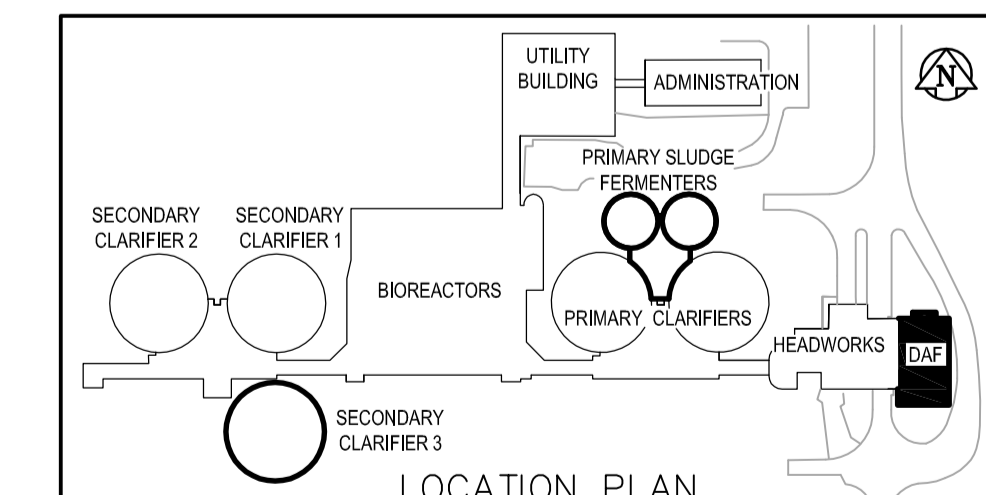 UTILITY
BUILDING
ADMINISTRATION
N
PRIMARY SLUDGE
FERMENTERS
SECONDARY
CLARIFIER 2
SECONDARY
CLARIFIER 1
BIOREACTORS
PRIMARY CLARIFIERS
HEADWORKS
DAF
SECONDARY
CLARIFIER 3
LOCATION PLAN